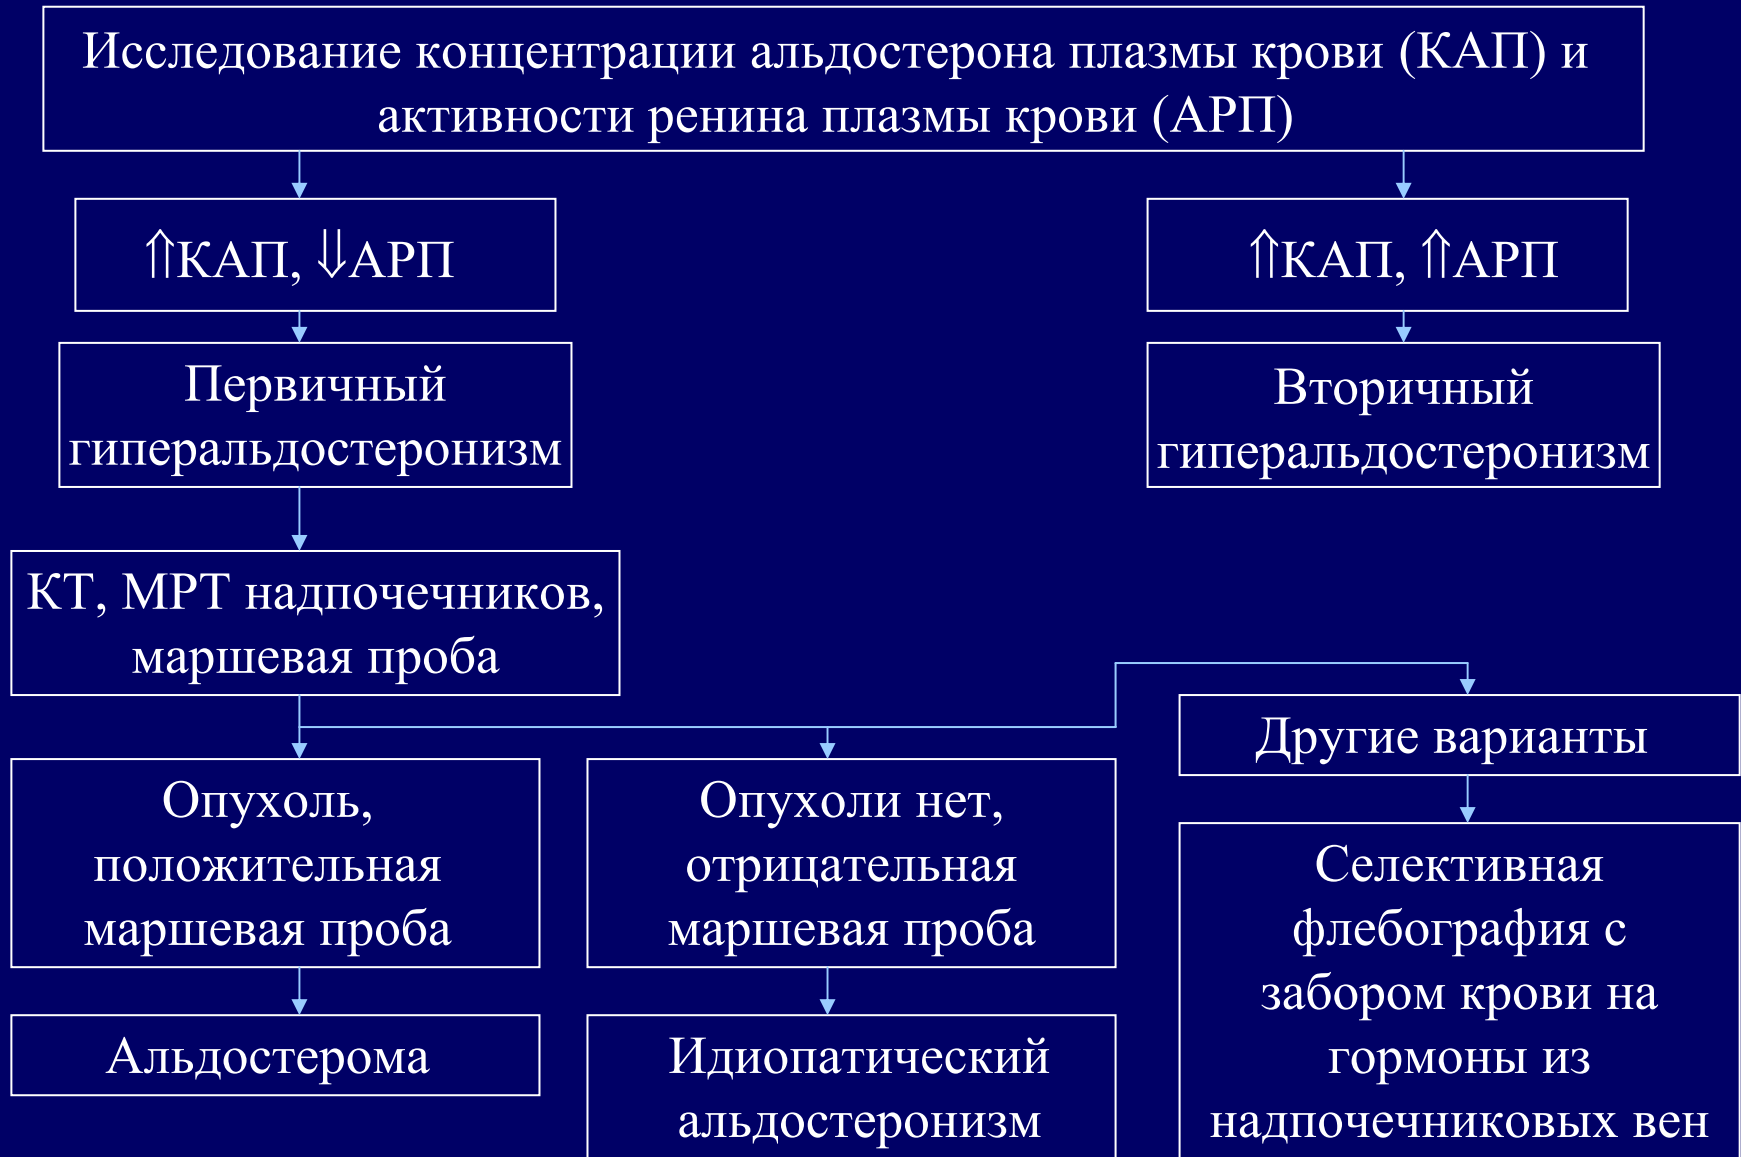 Исследование концентрации альдостерона плазмы крови (КАП) и
активности ренина плазмы крови (АРП)
⇑КАП, ⇓АРП
⇑КАП, ⇑АРП
Первичный
гиперальдостеронизм
Вторичный
гиперальдостеронизм
КТ, МРТ надпочечников,
маршевая проба
Опухоль,
положительная
маршевая проба
Опухоли нет,
отрицательная
маршевая проба
Другие варианты
Альдостерома
Идиопатический
альдостеронизм
Селективная
флебография с
забором крови на
гормоны из
надпочечниковых вен